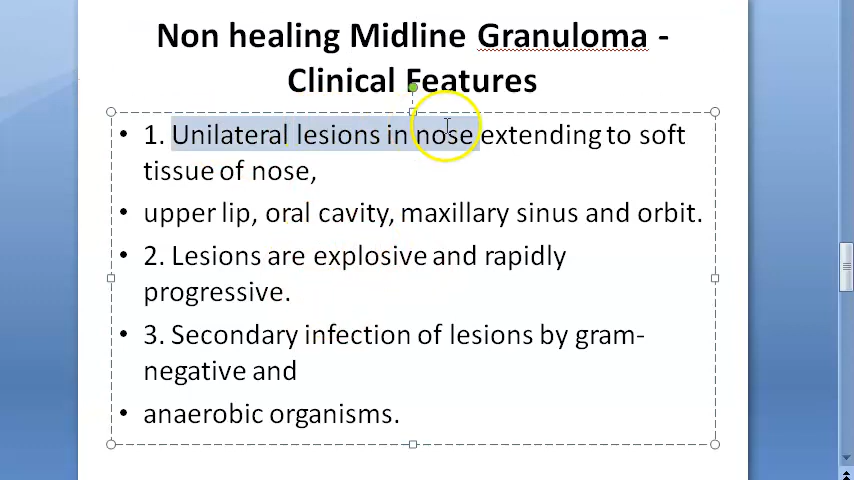 Non healing Midline Granuloma -
Clinical Features
• 1. Unilateral lesions in nose extending to soft
tissue of nose,
• upper lip, oral cavity, maxillary sinus and orbit.
• 2. Lesions are explosive and rapidly
progressive.
• 3. Secondary infection of lesions by gram-
negative and
• anaerobic organisms.